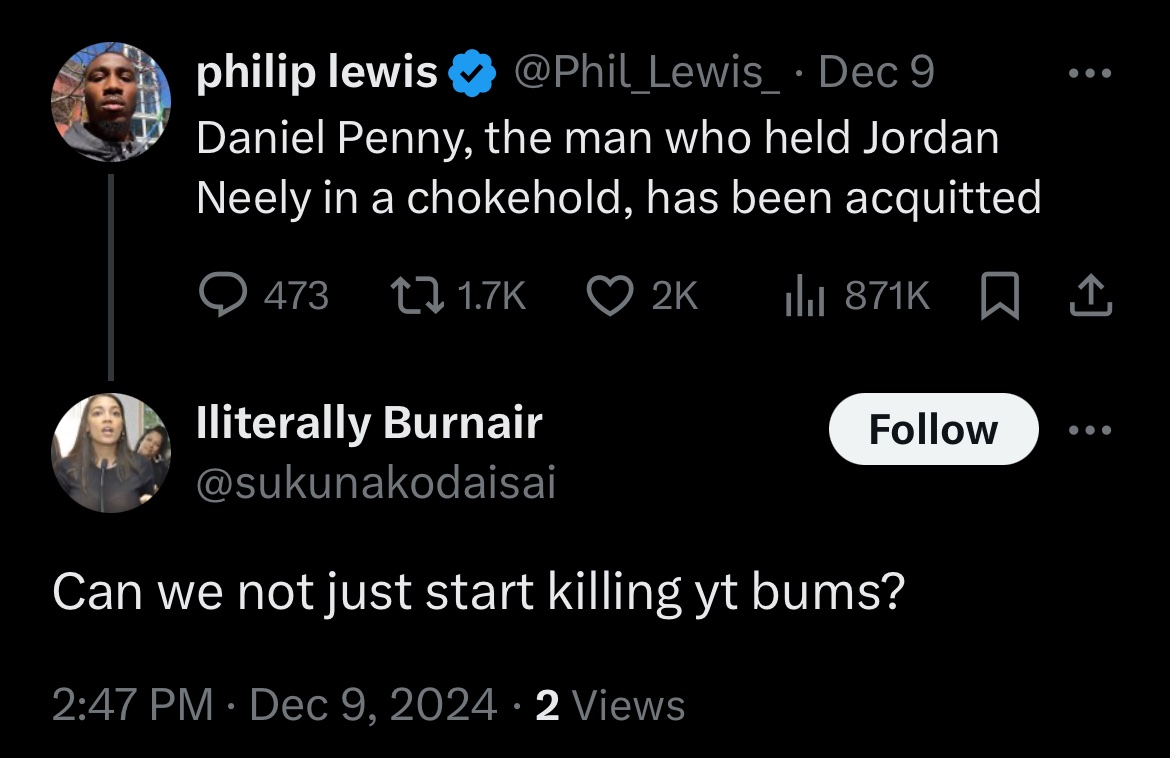 philip lewis @Phil_Lewis_ · Dec 9
Daniel Penny, the man who held Jordan
Neely in a chokehold, has been acquitted
473 1.7K 2K 871K
Iliterally Burnair
Follow
@sukunakodaisai
Can we not just start killing yt bums?
2:47 PM · Dec 9, 2024 · 2 Views